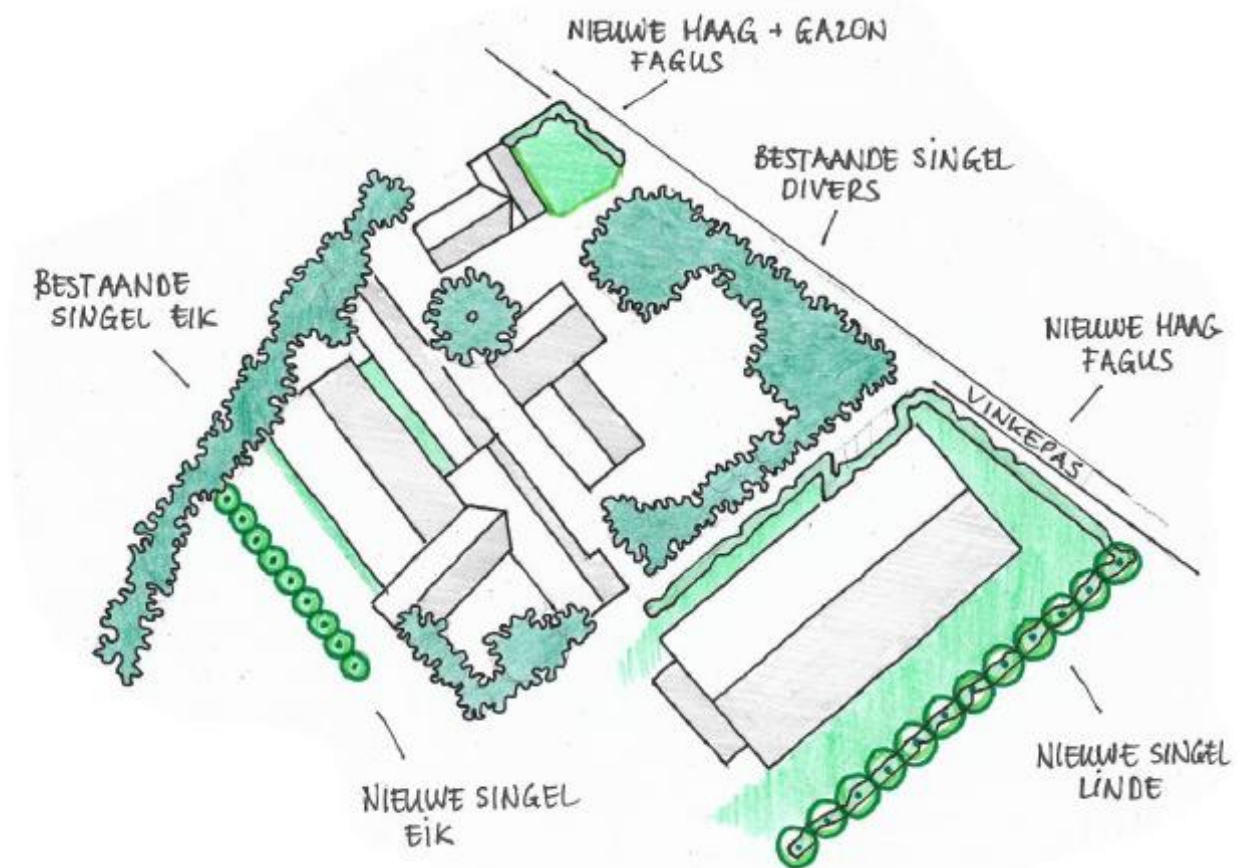 NIEUWE HAAG + GAZON
FAGUS
BESTAANDE SINGEL
DIVERS
BESTAANDE
SINGEL EIK
NIEUWE HAAG
FAGUS
VINKEPAS
NIEUWE SINGEL
EIK
NIEUWE SINGEL
LINDE